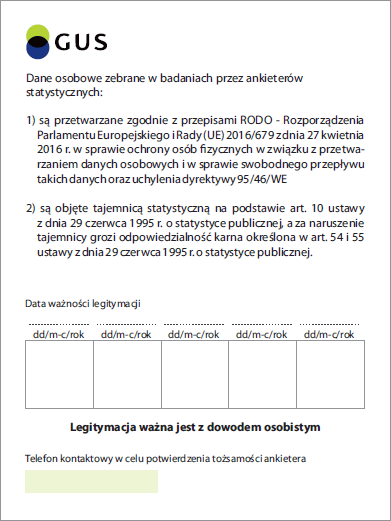 GUS
Dane osobowe zebrane w badaniach przez ankieterów
statystycznych:
1) są przetwarzane zgodnie z przepisami RODO - Rozporządzenia
Parlamentu Europejskiego i Rady (UE) 2016/679 z dnia 27 kwietnia
2016 r. w sprawie ochrony osób fizycznych w związku z przetwa-
rzaniem danych osobowych i w sprawie swobodnego przepływu
takich danych oraz uchylenia dyrektywy 95/46/WE
2) są objęte tajemnicą statystyczną na podstawie art. 10 ustawy
z dnia 29 czerwca 1995 r. o statystyce publicznej, a za naruszenie
tajemnicy grozi odpowiedzialność karna określona w art. 54 i 55
ustawy z dnia 29 czerwca 1995 r. o statystyce publicznej.
Data ważności legitymacji
dd/m-c/rok dd/m-c/rok dd/m-c/rok dd/m-c/rok dd/m-c/rok
Legitymacja ważna jest z dowodem osobistym
Telefon kontaktowy w celu potwierdzenia tożsamości ankietera